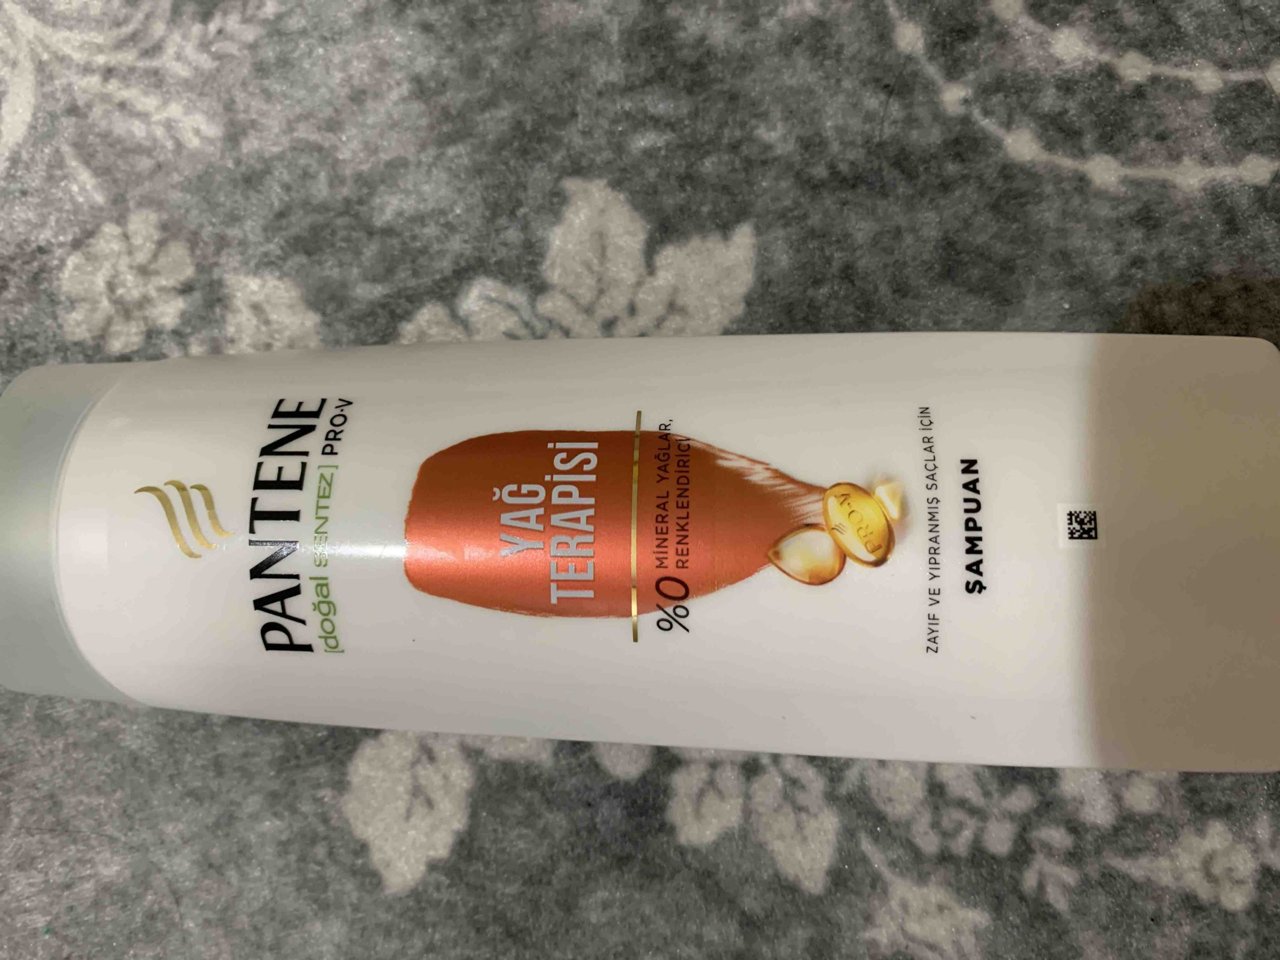 PANTENE
[doğal SENTEZ] PRO-V
YAĞ
TERAPİSİ
%0 MİNERAL YAĞLAR,
RENKLENDİRİCİ
PRO-V
ZAYIF VE YIPRANMIŞ SAÇLAR İÇİN
ŞAMPUAN